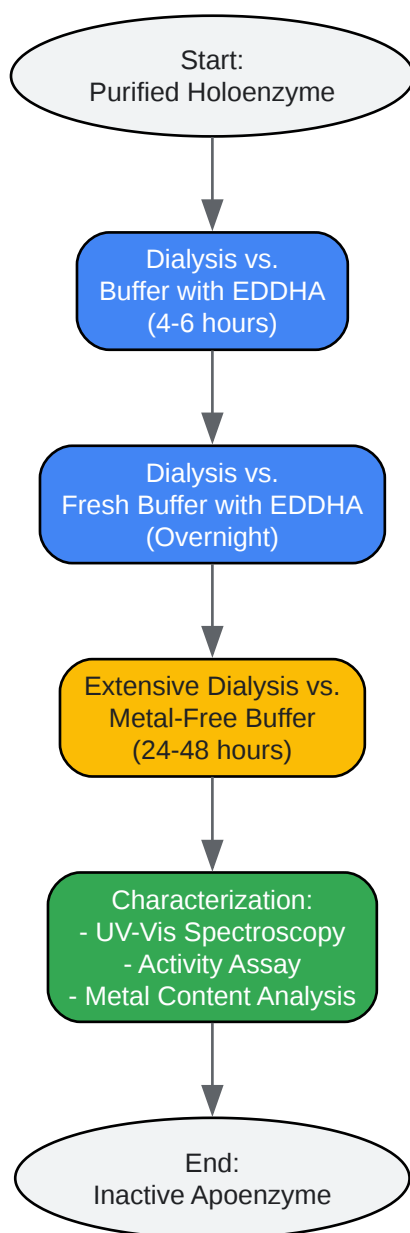 Start:
Purified Holoenzyme
Dialysis vs.
Buffer with EDDHA
(4-6 hours)
Dialysis vs.
Fresh Buffer with EDDHA
(Overnight)
Extensive Dialysis vs.
Metal-Free Buffer
(24-48 hours)
Characterization:
- UV-Vis Spectroscopy
- Activity Assay
- Metal Content Analysis
End:
Inactive Apoenzyme